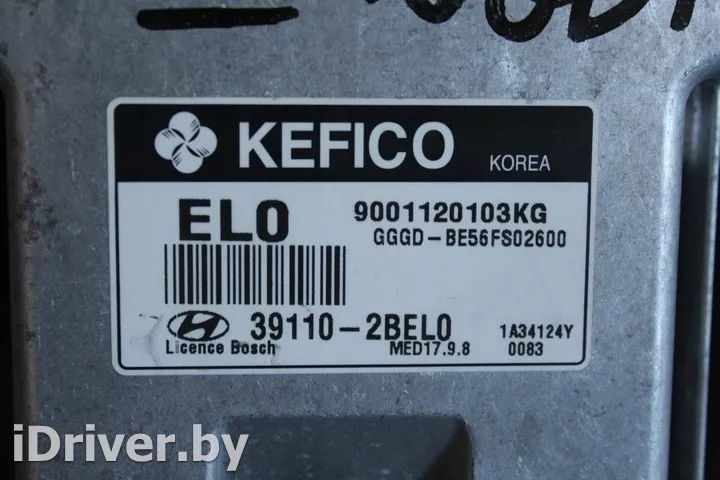 KEFICO KOREA
EL0 9001120103KG
GGGD-BE56FS02600
39110-2BEL0 1A34124Y
Licence Bosch MED17.9.8 0083
iDriver.by